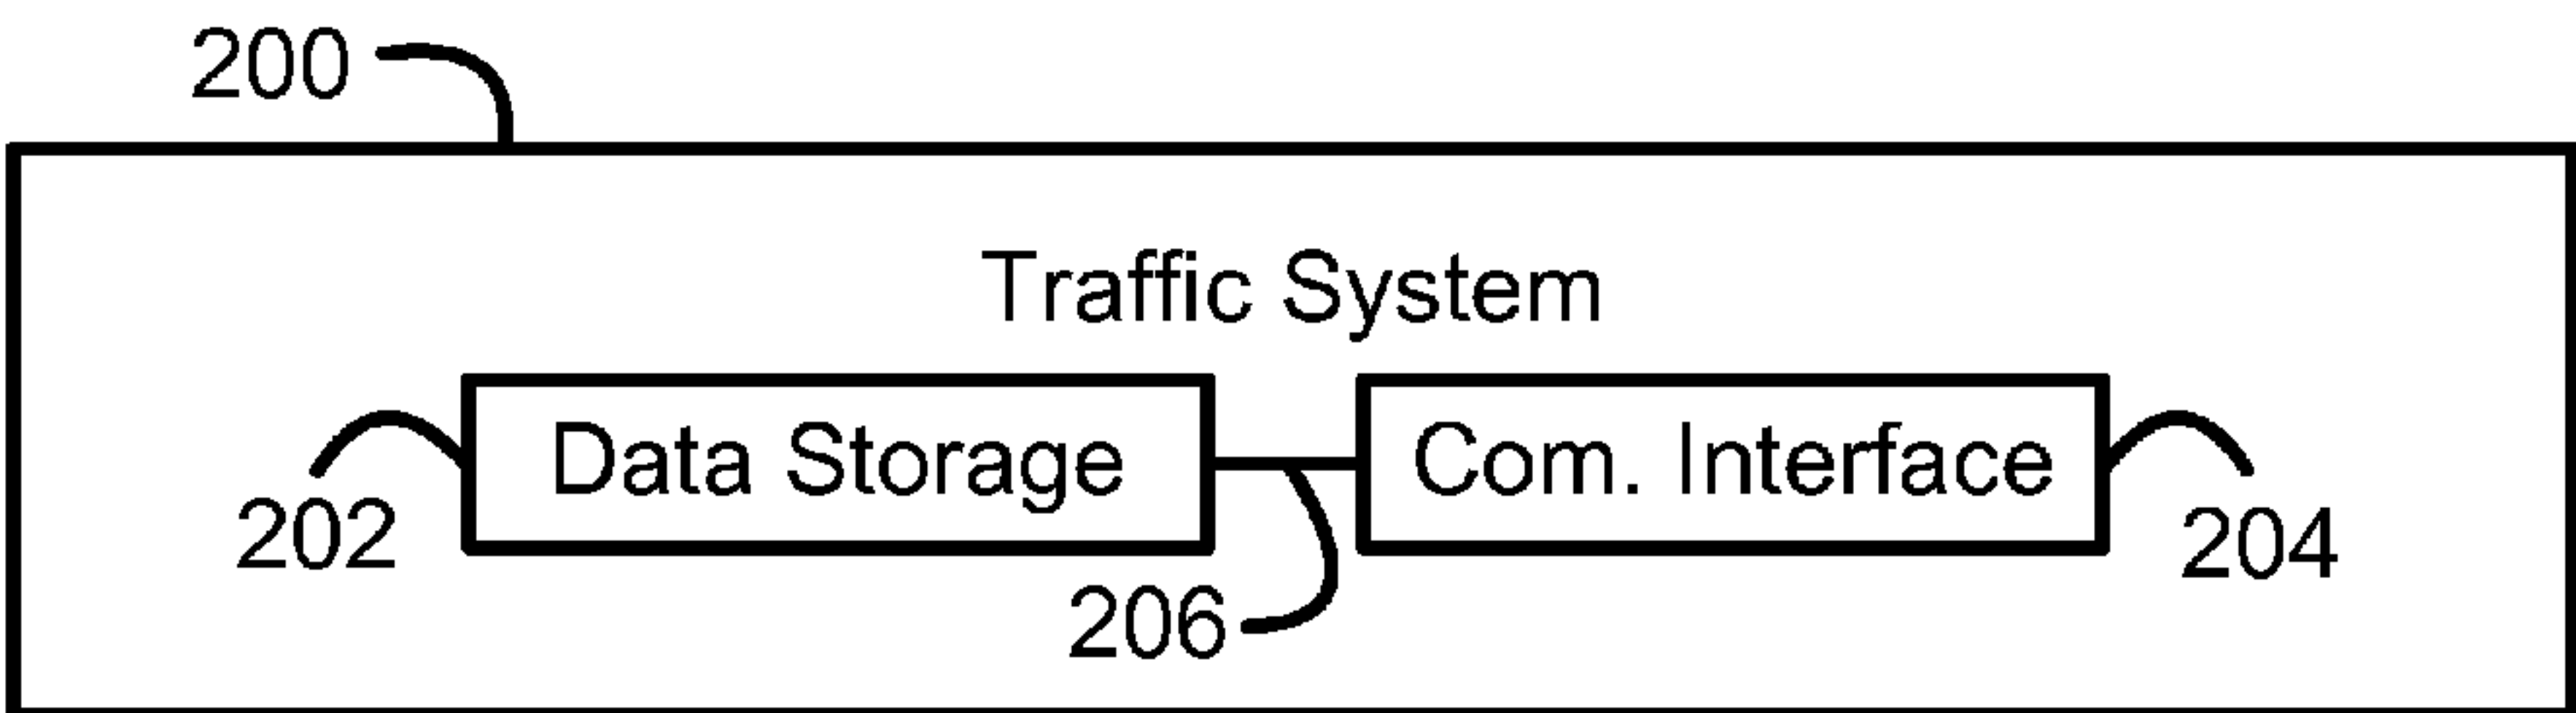 200
Traffic System
Data Storage
Com. Interface
202
204
206